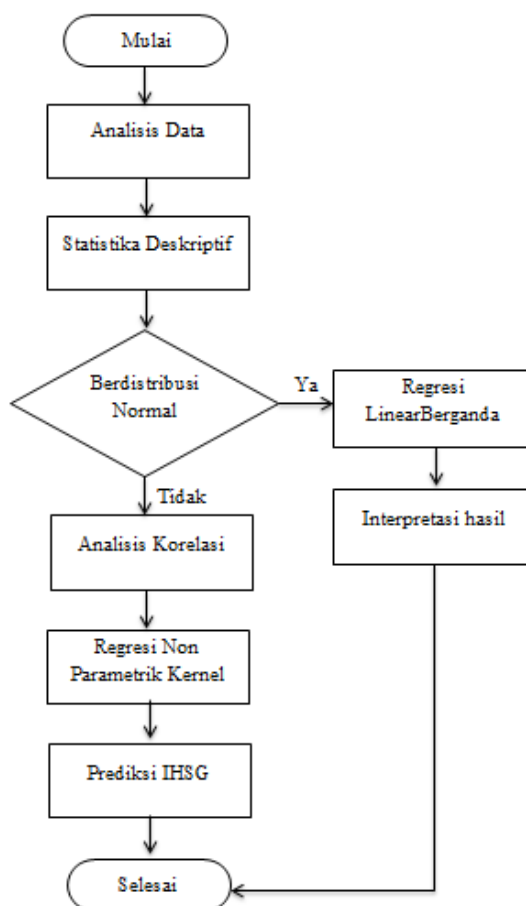 Mulai
Analisis Data
Statistika Deskriptif
Berdistribusi
Normal
Ya
Regresi
LinearBerganda
Tidak
Interpretasi hasil
Analisis Korelasi
Regresi Non
Parametrik Kernel
Prediksi IHSG
Selesai